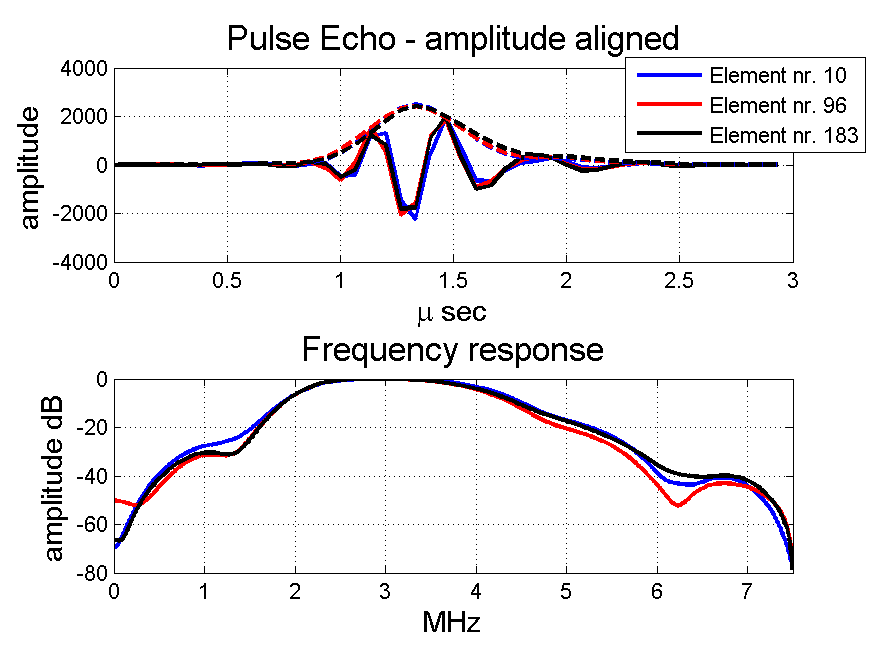 Pulse Echo - amplitude aligned
4000
2000
0
-2000
-4000
amplitude
Element nr. 10
Element nr. 96
Element nr. 183
0 0.5 1 1.5 2 2.5 3
μ sec
Frequency response
0
-20
-40
-60
-80
amplitude dB
0 1 2 3 4 5 6 7
MHz